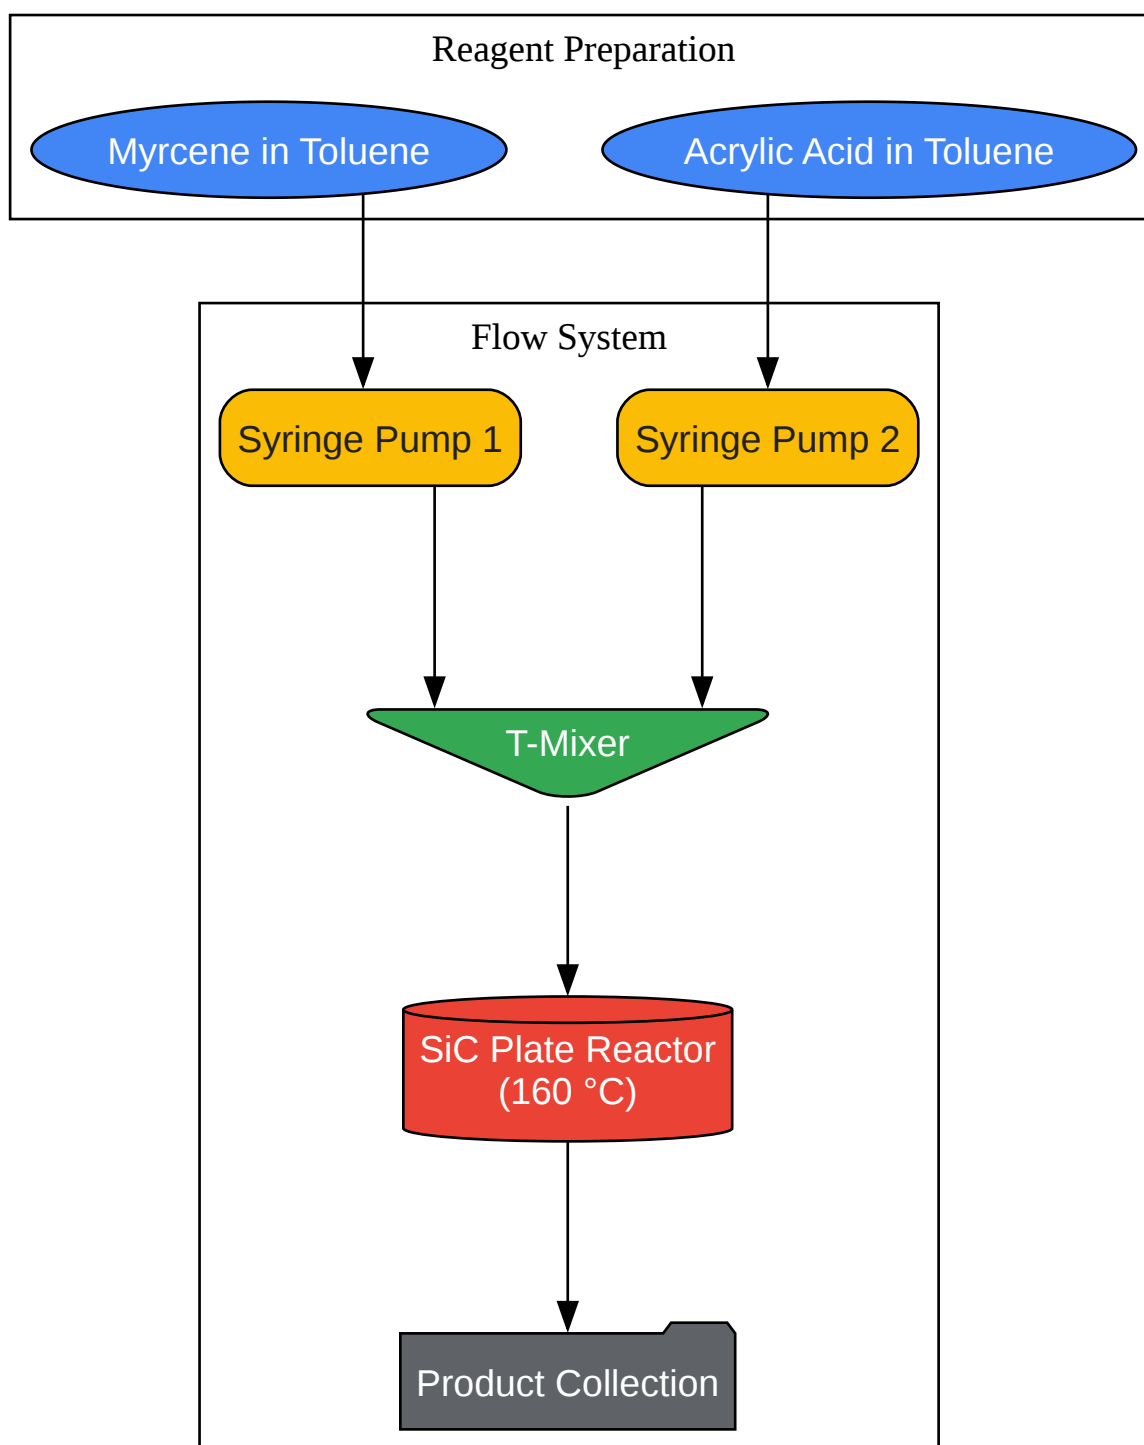 Reagent Preparation
Myrcene in Toluene
Acrylic Acid in Toluene
Flow System
Syringe Pump 1
Syringe Pump 2
T-Mixer
SiC Plate Reactor
(160 °C)
Product Collection